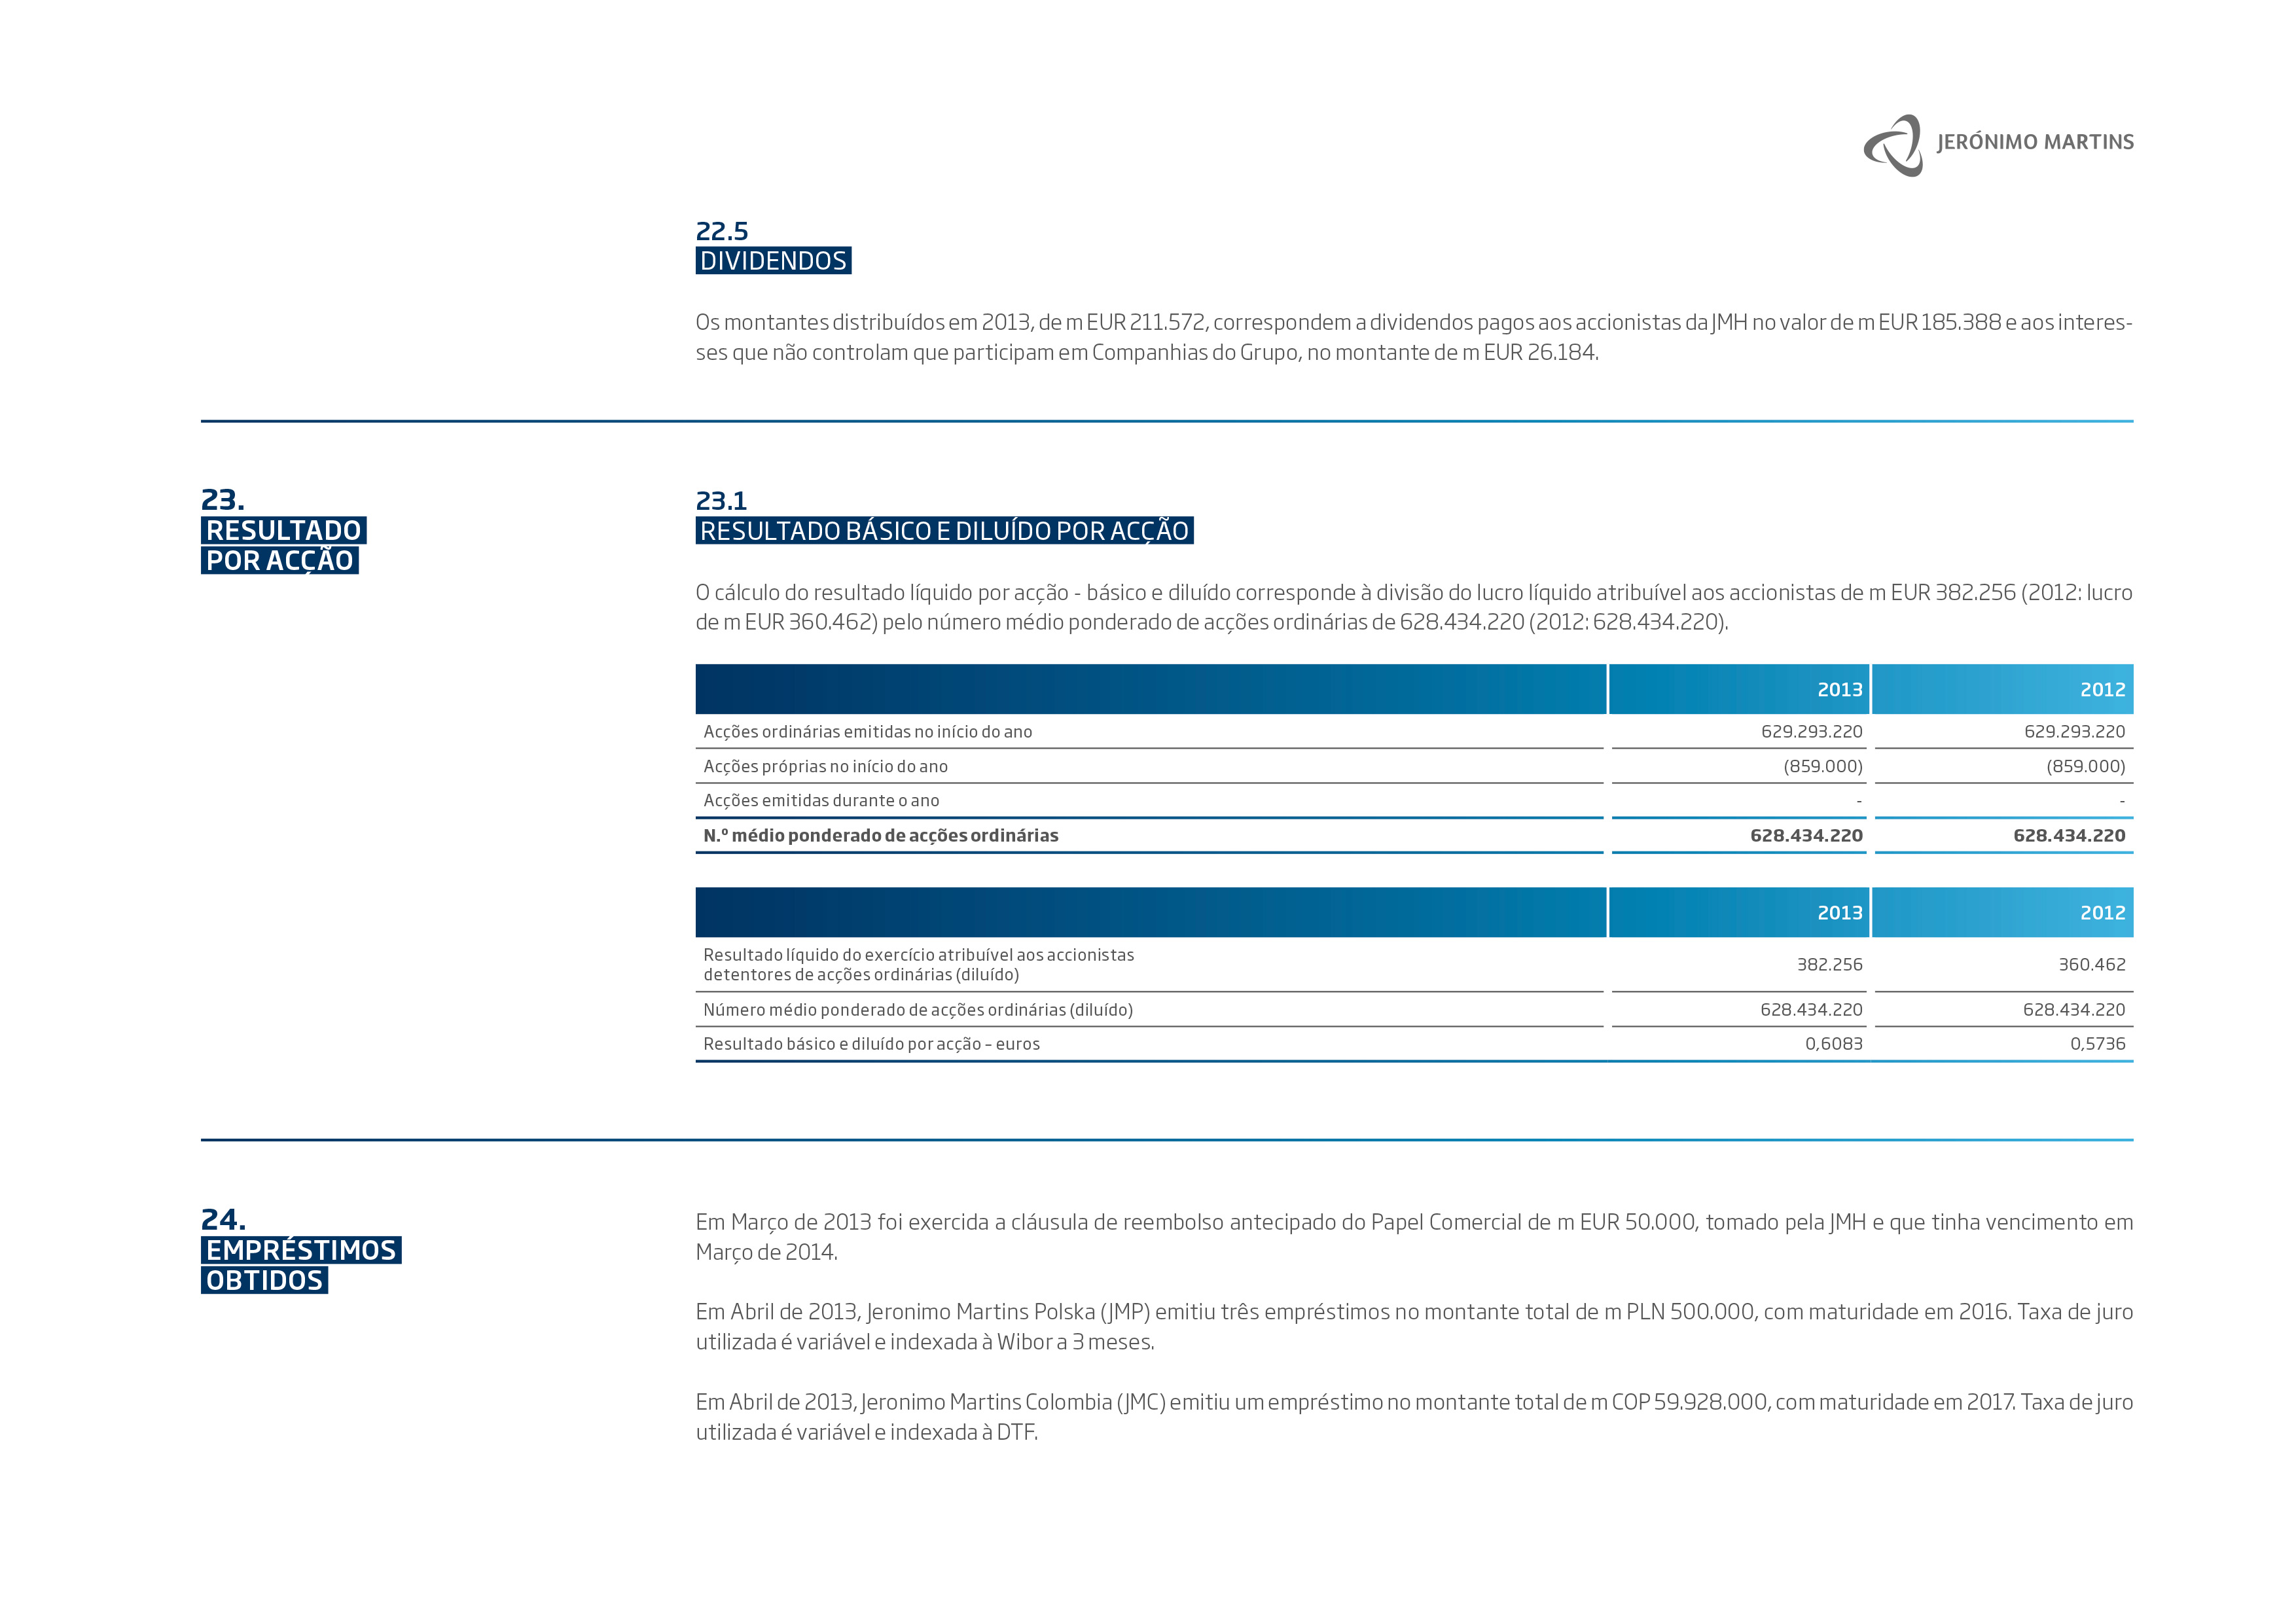 JERÓNIMO MARTINS
22.5
DIVIDENDOS
Os montantes distribuídos em 2013, de m EUR 211.572, correspondem a dividendos pagos aos accionistas da JMH no valor de m EUR 185.388 e aos interes-
ses que não controlam que participam em Companhias do Grupo, no montante de m EUR 26.184.
23.
RESULTADO
POR ACÇÃO
23.1
RESULTADO BÁSICO E DILUÍDO POR ACÇÃO
O cálculo do resultado líquido por acção - básico e diluído corresponde à divisão do lucro líquido atribuível aos accionistas de m EUR 382.256 (2012: lucro
de m EUR 360.462) pelo número médio ponderado de acções ordinárias de 628.434.220 (2012: 628.434.220).
2013 2012
Acções ordinárias emitidas no início do ano 629.293.220 629.293.220
Acções próprias no início do ano (859.000) (859.000)
Acções emitidas durante o ano - -
N.º médio ponderado de acções ordinárias 628.434.220 628.434.220
2013 2012
Resultado líquido do exercício atribuível aos accionistas
detentores de acções ordinárias (diluído) 382.256 360.462
Número médio ponderado de acções ordinárias (diluído) 628.434.220 628.434.220
Resultado básico e diluído por acção – euros 0,6083 0,5736
24.
EMPRÉSTIMOS
OBTIDOS
Em Março de 2013 foi exercida a cláusula de reembolso antecipado do Papel Comercial de m EUR 50.000, tomado pela JMH e que tinha vencimento em
Março de 2014.
Em Abril de 2013, Jeronimo Martins Polska (JMP) emitiu três empréstimos no montante total de m PLN 500.000, com maturidade em 2016. Taxa de juro
utilizada é variável e indexada à Wibor a 3 meses.
Em Abril de 2013, Jeronimo Martins Colombia (JMC) emitiu um empréstimo no montante total de m COP 59.928.000, com maturidade em 2017. Taxa de juro
utilizada é variável e indexada à DTF.